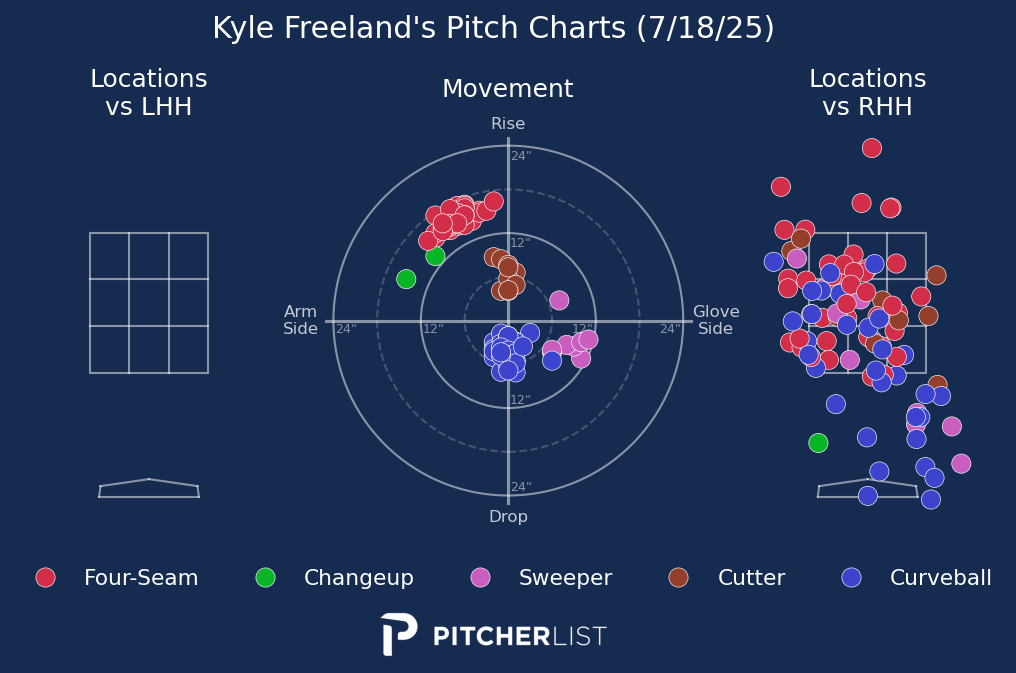 Kyle Freeland's Pitch Charts (7/18/25)
Locations
vs LHH
Movement
Locations
vs RHH
Rise
24"
12"
Arm
Side
24"
12"
12"
24"
Glove
Side
12"
24"
Drop
Four-Seam
Changeup
Sweeper
Cutter
Curveball
PITCHERLIST